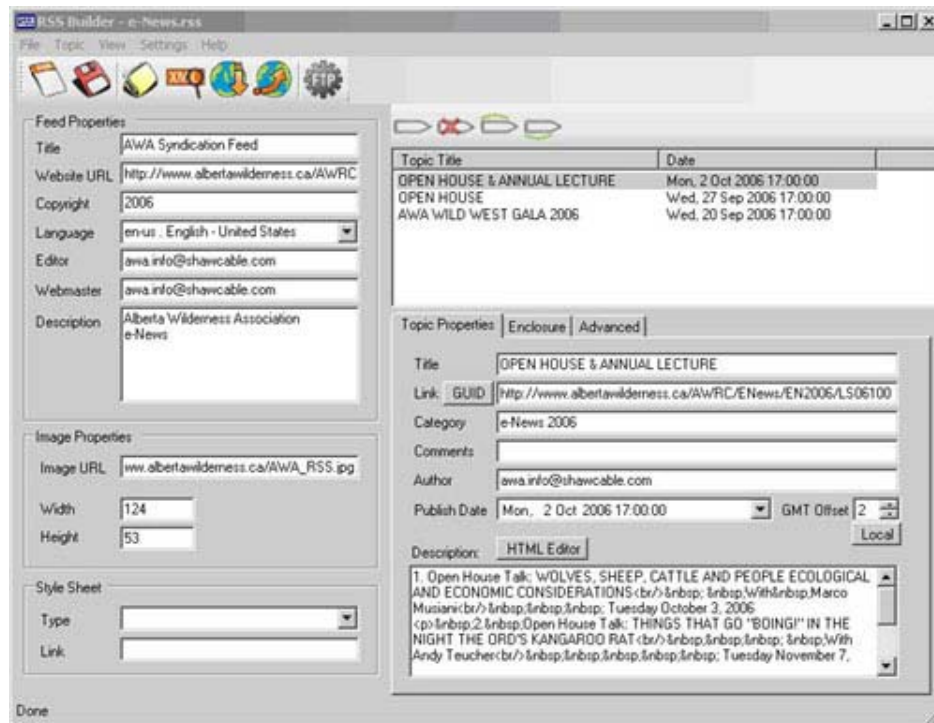 RSS Builder - e-News.rss
File Topic View Settings Help
XML
FTP
Feed Properties
Title AWA Syndication Feed
Website URL http://www.albertawilderness.ca/AWRC
Copyright 2006
Language en-us . English - United States
Editor awa.info@shawcable.com
Webmaster awa.info@shawcable.com
Description Alberta Wilderness Association
e-News
Image Properties
Image URL ww.albertawilderness.ca/AWA_RSS.jpg
Width 124
Height 53
Style Sheet
Type
Link
Topic Title Date
OPEN HOUSE & ANNUAL LECTURE Mon, 2 Oct 2006 17:00:00
OPEN HOUSE Wed, 27 Sep 2006 17:00:00
AWA WILD WEST GALA 2006 Wed, 20 Sep 2006 17:00:00
Topic Properties Enclosure Advanced
Title OPEN HOUSE & ANNUAL LECTURE
Link GUID http://www.albertawilderness.ca/AWRC/ENews/EN2006/LS06100
Category e-News 2006
Comments
Author awa.info@shawcable.com
Publish Date Mon, 2 Oct 2006 17:00:00 GMT Offset 2
Local
Description: HTML Editor
1. Open House Talk: WOLVES, SHEEP, CATTLE AND PEOPLE ECOLOGICAL
AND ECONOMIC CONSIDERATIONS<br/>&nbsp; &nbsp;With&nbsp;Marco
Musiani<br/>&nbsp;&nbsp;&nbsp; Tuesday October 3, 2006
<p>&nbsp;2.&nbsp;Open House Talk: THINGS THAT GO "BOING!" IN THE
NIGHT THE ORD'S KANGAROO RAT<br/>&nbsp;&nbsp;&nbsp; &nbsp;With
Andy Teucher<br/>&nbsp;&nbsp;&nbsp;&nbsp;&nbsp; Tuesday November 7,
Done